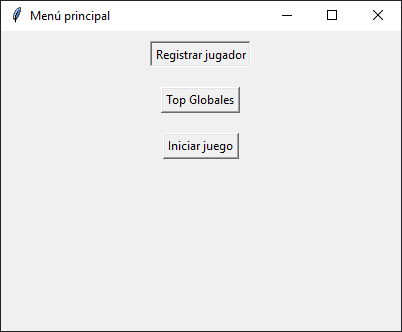 Menú principal
Registrar jugador
Top Globales
Iniciar juego